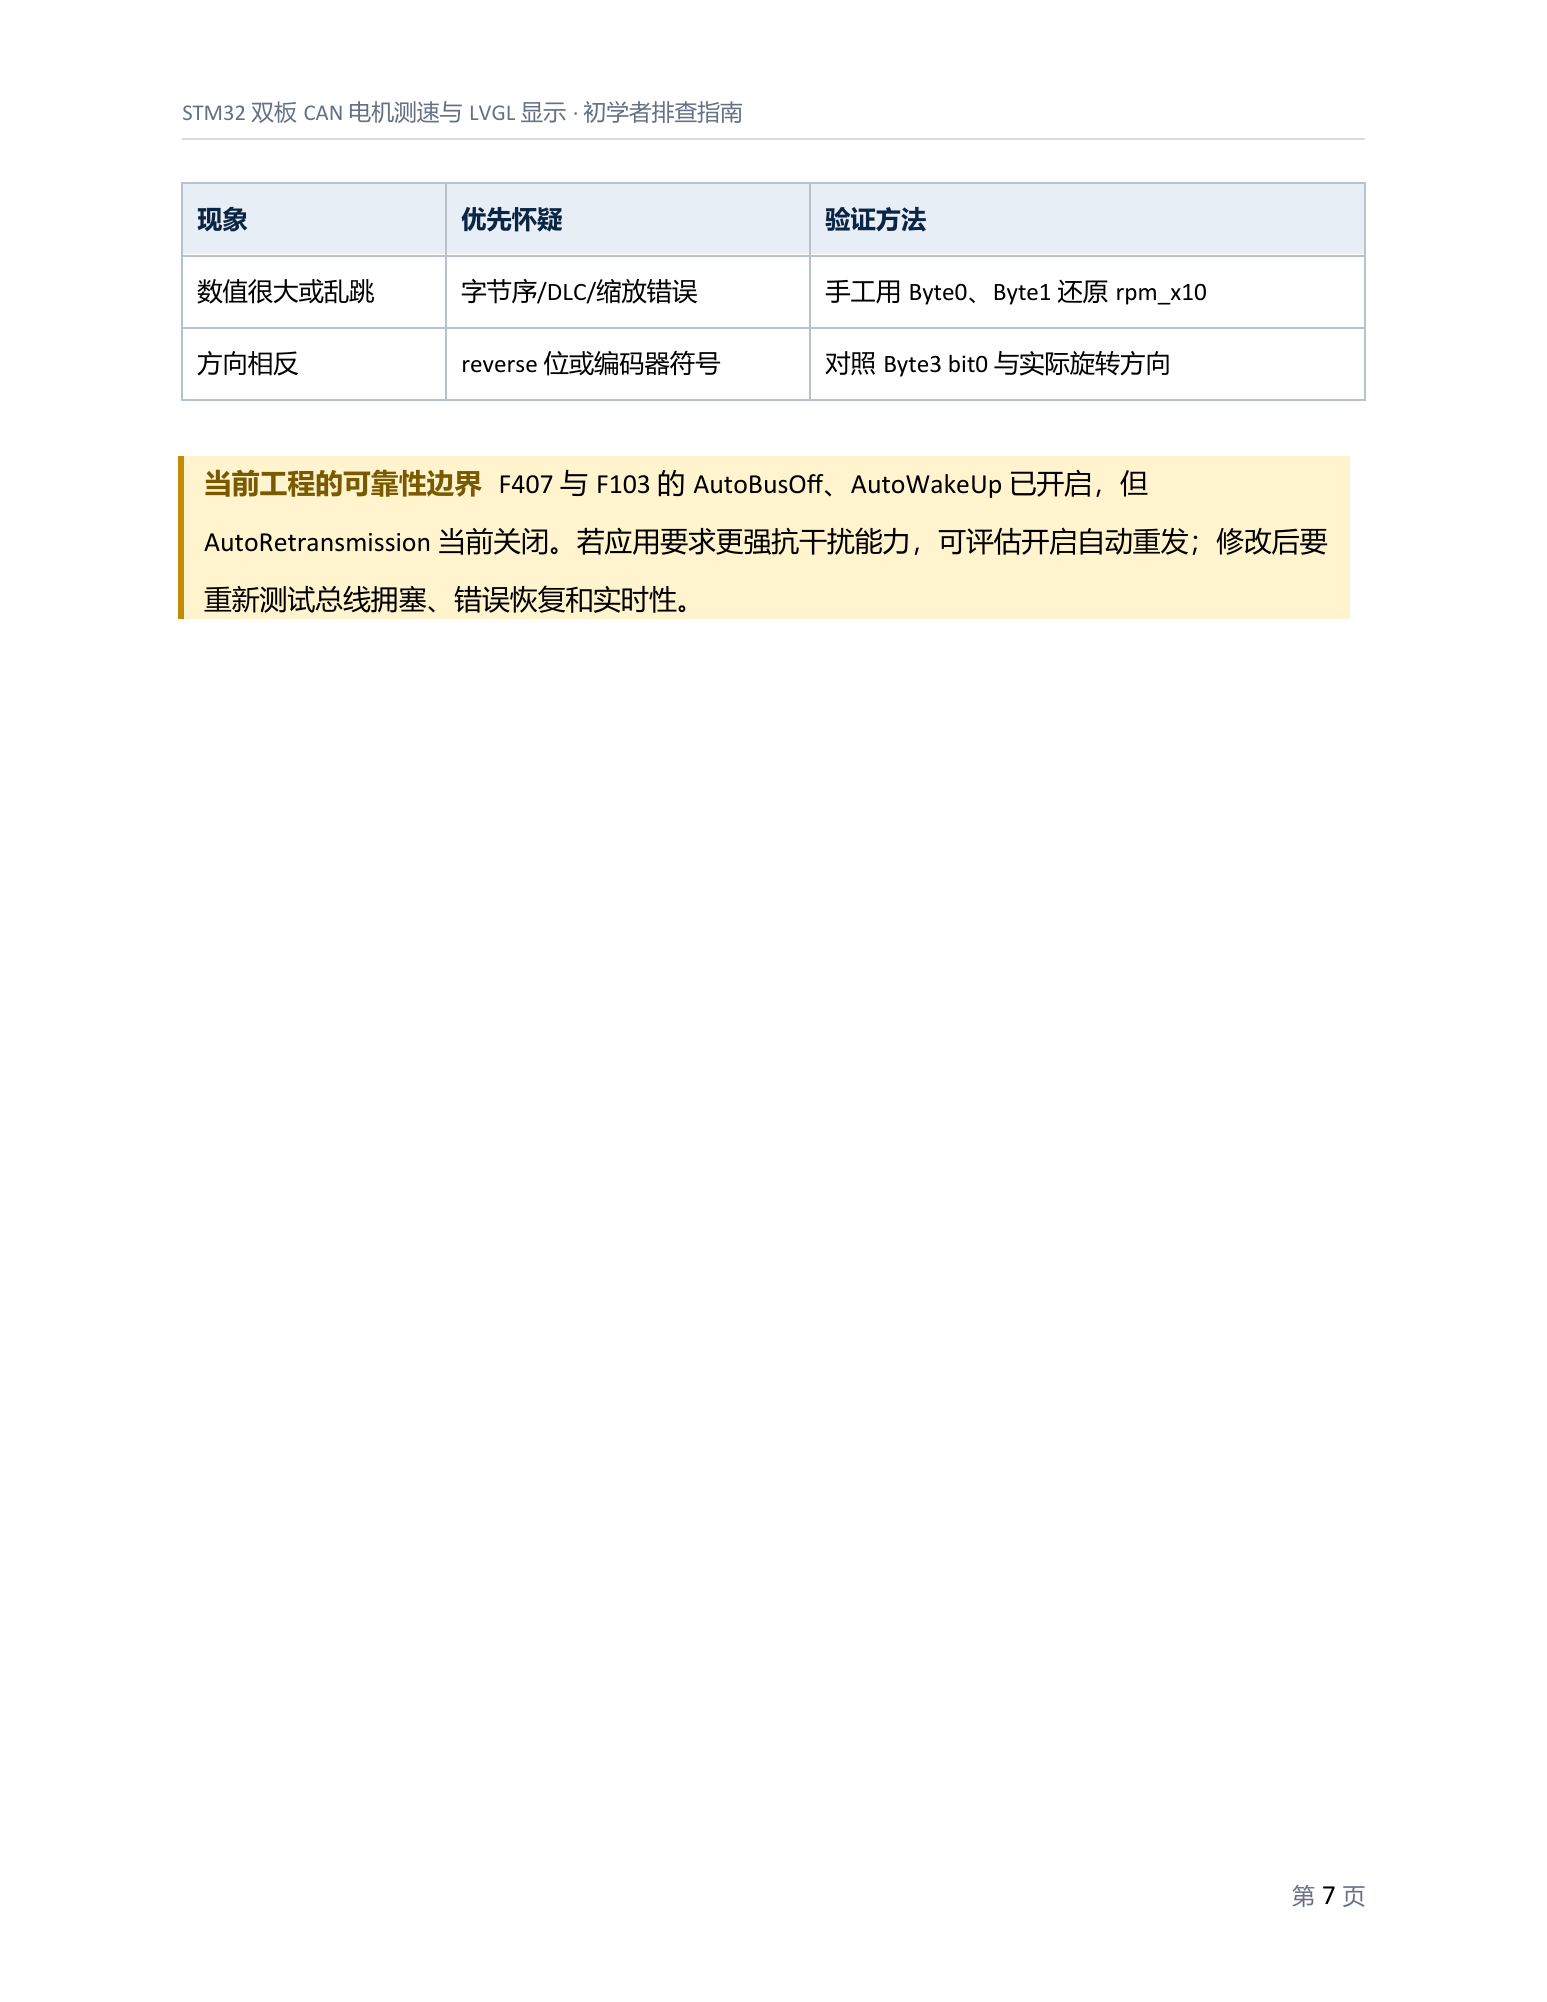 STM32 双板 CAN 电机测速与 LVGL 显示 · 初学者排查指南
现象 优先怀疑 验证方法
数值很大或乱跳 字节序/DLC/缩放错误 手工用 Byte0、Byte1 还原 rpm_x10
方向相反 reverse 位或编码器符号 对照 Byte3 bit0 与实际旋转方向
当前工程的可靠性边界 F407 与 F103 的 AutoBusOff、AutoWakeUp 已开启，但
AutoRetransmission 当前关闭。若应用要求更强抗干扰能力，可评估开启自动重发；修改后要
重新测试总线拥塞、错误恢复和实时性。
第 7 页